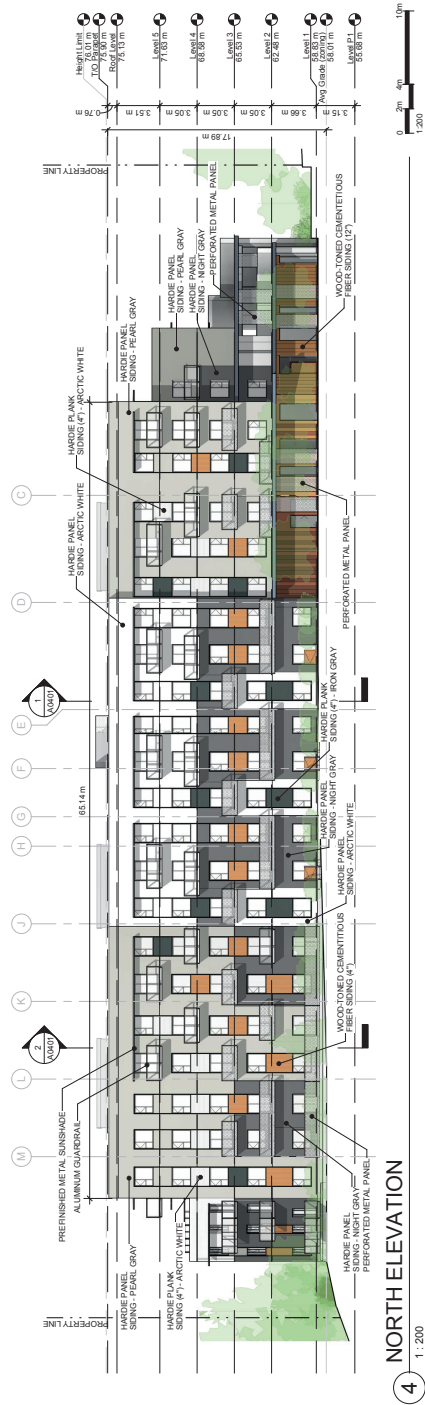 Height Limit
76.01 m
T/O Parapet
75.90 m
Roof Level
75.13 m
Level 5
71.63 m
Level 4
68.58 m
Level 3
65.53 m
Level 2
62.48 m
Level 1
58.83 m
Avg Grade (zoning)
58.01 m
Level P1
55.68 m
0.76 m
3.51 m
3.05 m
3.05 m
3.05 m
3.66 m
3.15 m
17.89 m
PROPERTY LINE
PROPERTY LINE
65.14 m
M
L
K
J
H
G
F
E
D
C
2
A0401
1
A0401
PREFINISHED METAL SUNSHADE
ALUMINUM GUARDRAIL
HARDIE PANEL
SIDING - PEARL GRAY
HARDIE PLANK
SIDING (4") - ARCTIC WHITE
HARDIE PANEL
SIDING - ARCTIC WHITE
HARDIE PLANK
SIDING (4") - ARCTIC WHITE
HARDIE PANEL
SIDING - PEARL GRAY
HARDIE PANEL
SIDING - PEARL GRAY
HARDIE PANEL
SIDING - NIGHT GRAY
PERFORATED METAL PANEL
HARDIE PANEL
SIDING - NIGHT GRAY
PERFORATED METAL PANEL
WOOD-TONED CEMENTITIOUS
FIBER SIDING (4")
HARDIE PANEL
SIDING - ARCTIC WHITE
HARDIE PANEL
SIDING - NIGHT GRAY
HARDIE PLANK
SIDING (4") - IRON GRAY
PERFORATED METAL PANEL
WOOD-TONED CEMENTETIOUS
FIBER SIDING (12")
4
NORTH ELEVATION
1 : 200
0
2m
4m
10m
1:200